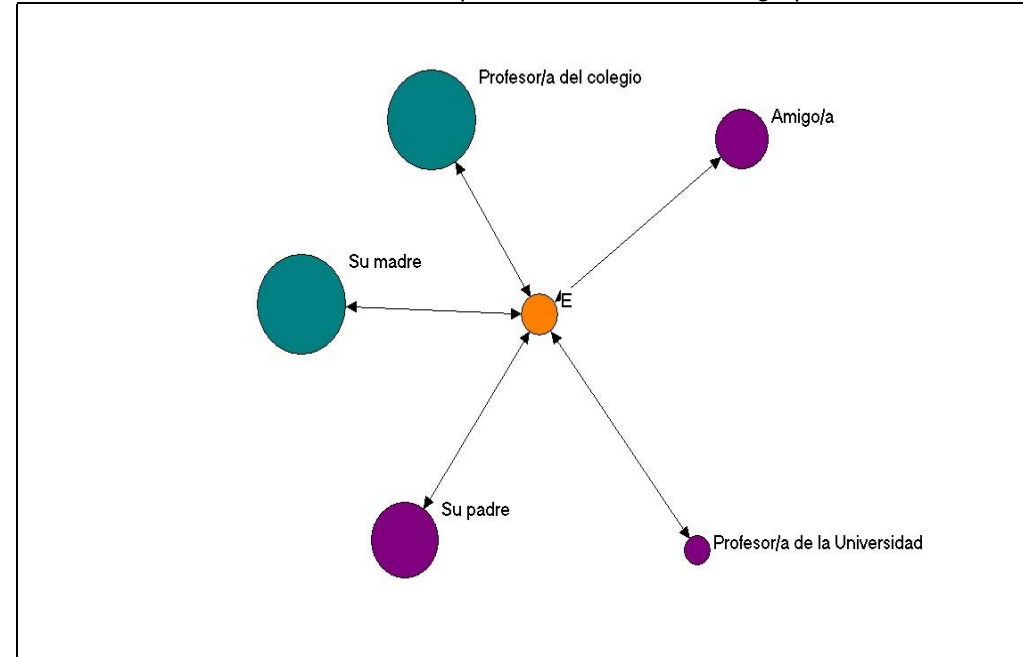 Profesor/a del colegio
Amigo/a
Su madre
E
Su padre
Profesor/a de la Universidad